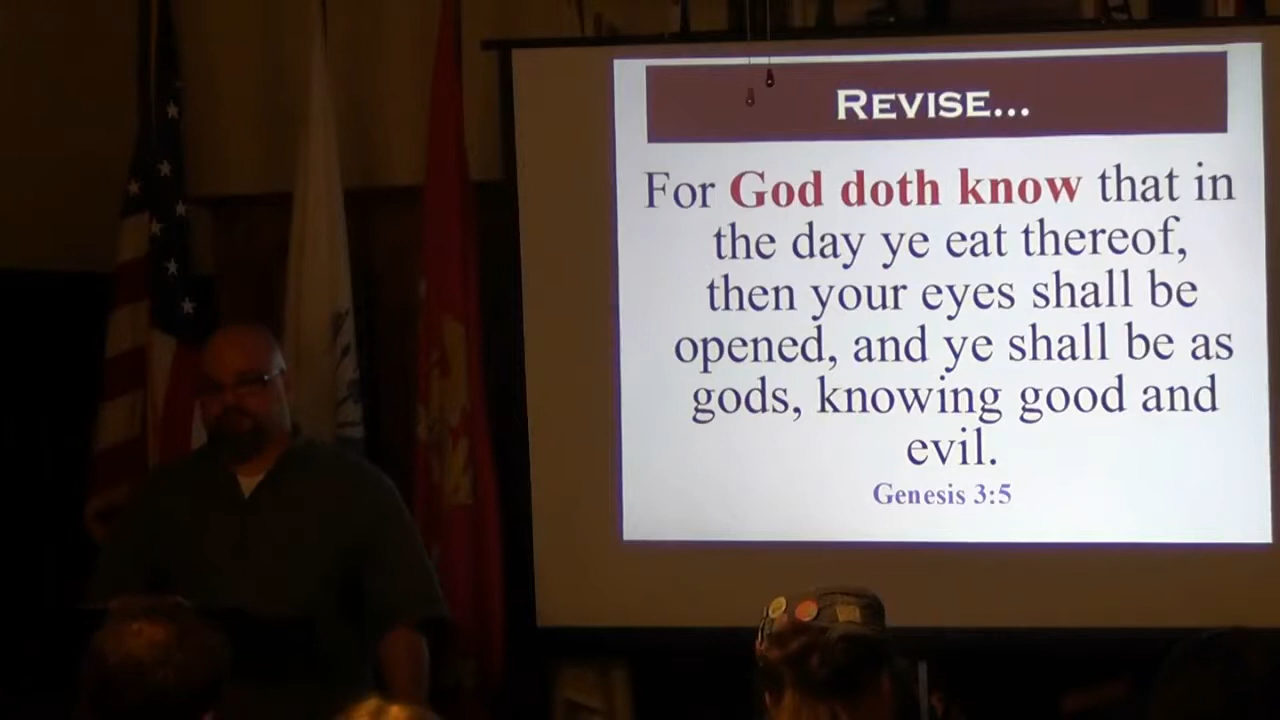 REVISE...
For God doth know that in
the day ye eat thereof,
then your eyes shall be
opened, and ye shall be as
gods, knowing good and
evil.
Genesis 3:5